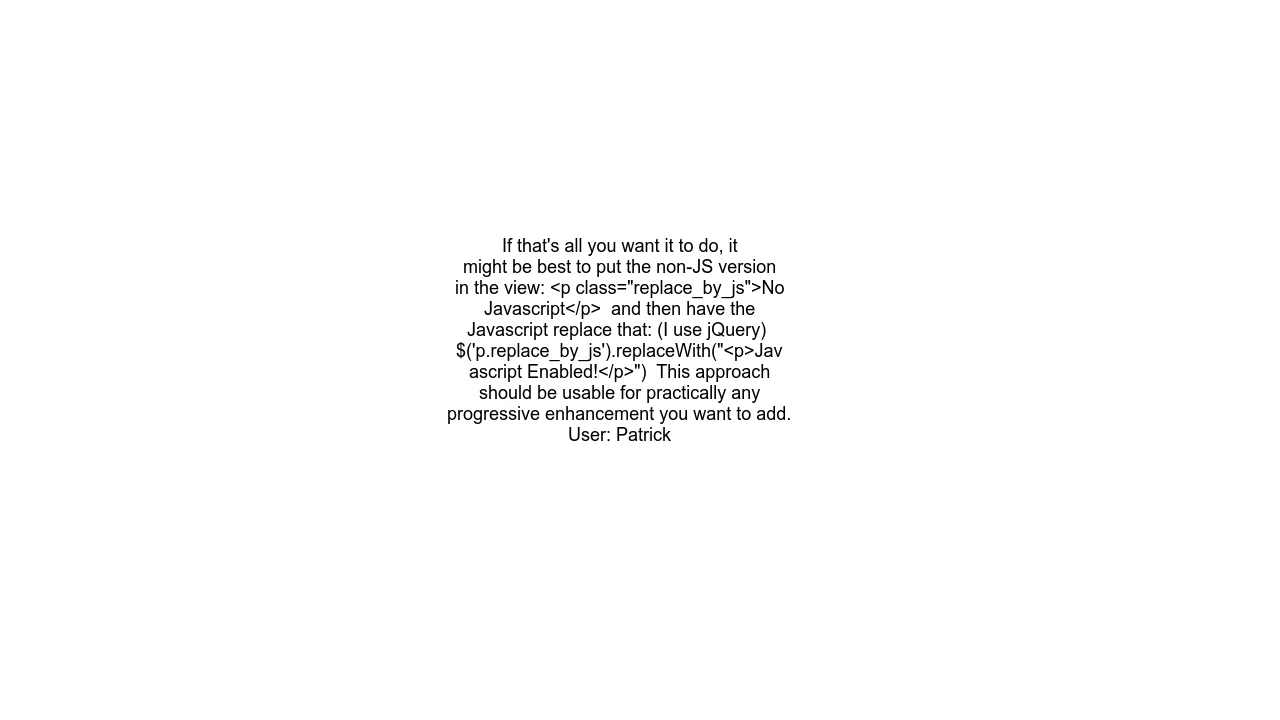 If that's all you want it to do, it
might be best to put the non-JS version
in the view: <p class="replace_by_js">No
Javascript</p>  and then have the
Javascript replace that: (I use jQuery)
$('p.replace_by_js').replaceWith("<p>Jav
ascript Enabled!</p>")  This approach
should be usable for practically any
progressive enhancement you want to add.
User: Patrick